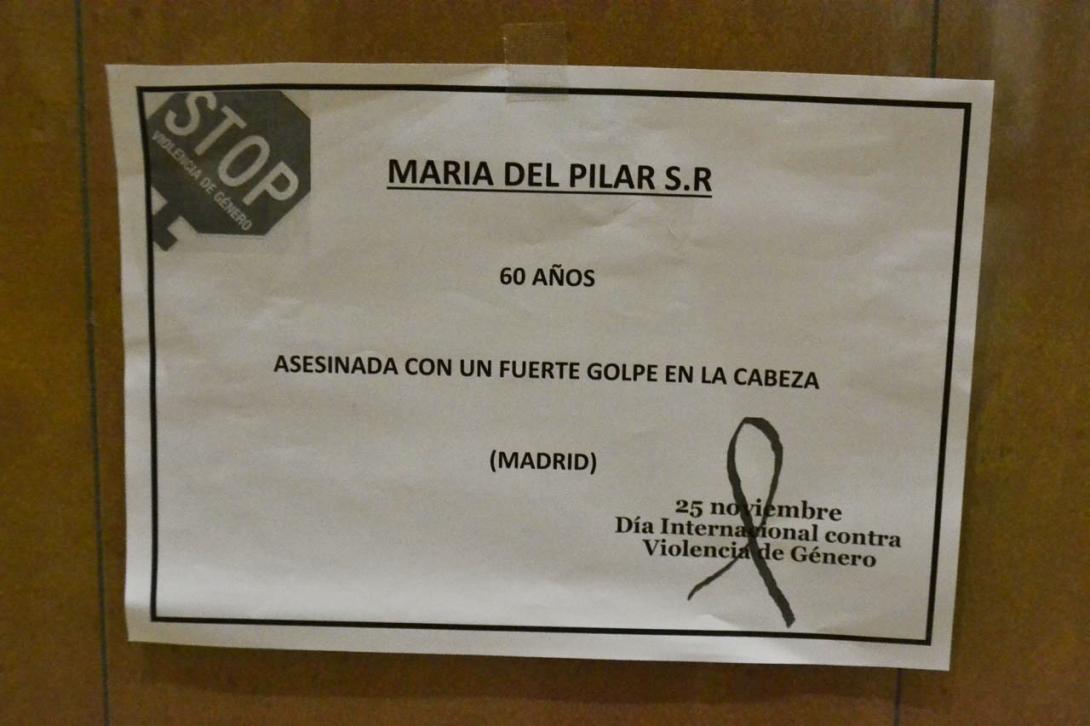 STOP
VIOLENCIA DE GÉNERO
MARIA DEL PILAR S.R
60 AÑOS
ASESINADA CON UN FUERTE GOLPE EN LA CABEZA
(MADRID)
25 noviembre
Día Internacional contra
Violencia de Género